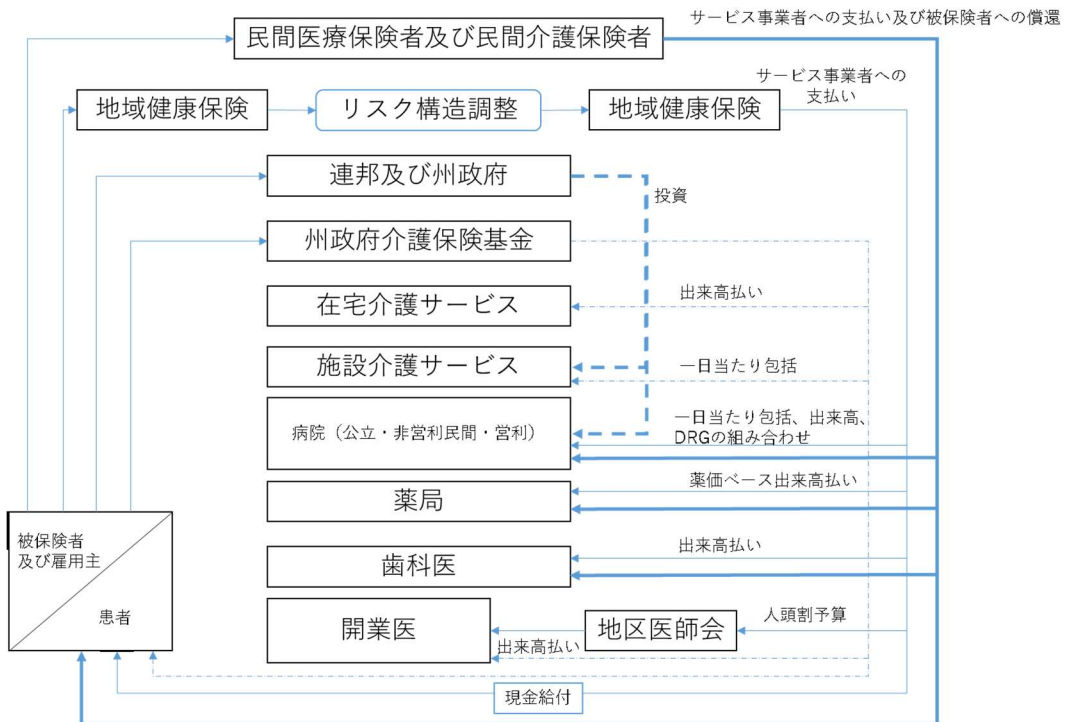 サービス事業者への支払い及び被保険者への償還
民間医療保険者及び民間介護保険者
サービス事業者への
支払い
地域健康保険
リスク構造調整
地域健康保険
連邦及び州政府
投資
州政府介護保険基金
在宅介護サービス
出来高払い
施設介護サービス
一日当たり包括
病院（公立・非営利民間・営利）
一日当たり包括、出来高、
DRGの組み合わせ
薬局
薬価ベース出来高払い
被保険者
及び雇用主
患者
歯科医
出来高払い
開業医
地区医師会
人頭割予算
出来高払い
現金給付